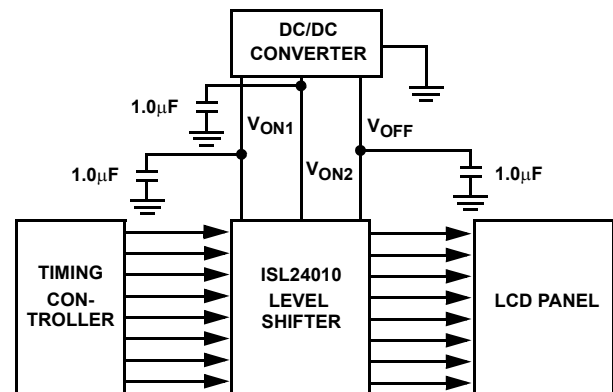 DC/DC
CONVERTER
1.0μF
VON1
VOFF
1.0μF
VON2
1.0μF
TIMING
CON-
TROLLER
ISL24010
LEVEL
SHIFTER
LCD PANEL